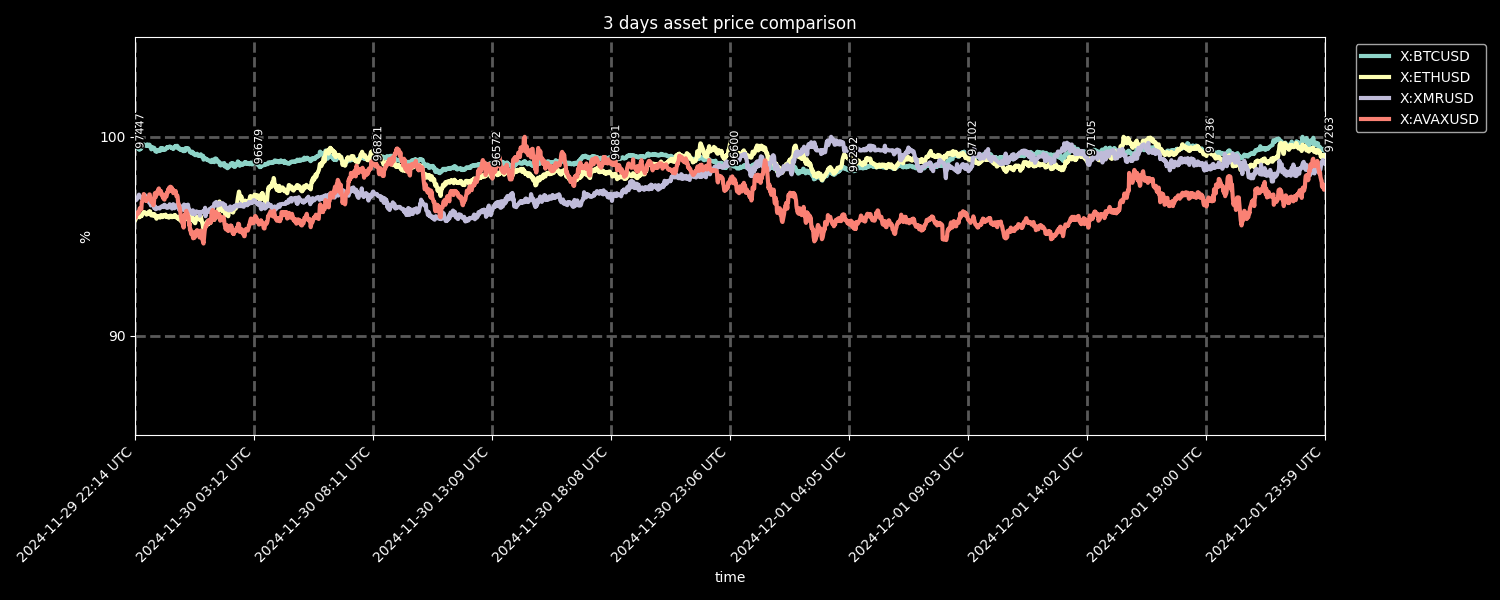 3 days asset price comparison
X:BTCUSD
X:ETHUSD
X:XMRUSD
X:AVAXUSD
97447
96679
96821
96572
96891
96600
96292
97102
97105
97236
97263
100
90
%
2024-11-29 22:14 UTC
2024-11-30 03:12 UTC
2024-11-30 08:11 UTC
2024-11-30 13:09 UTC
2024-11-30 18:08 UTC
2024-11-30 23:06 UTC
2024-12-01 04:05 UTC
2024-12-01 09:03 UTC
2024-12-01 14:02 UTC
2024-12-01 19:00 UTC
2024-12-01 23:59 UTC
time